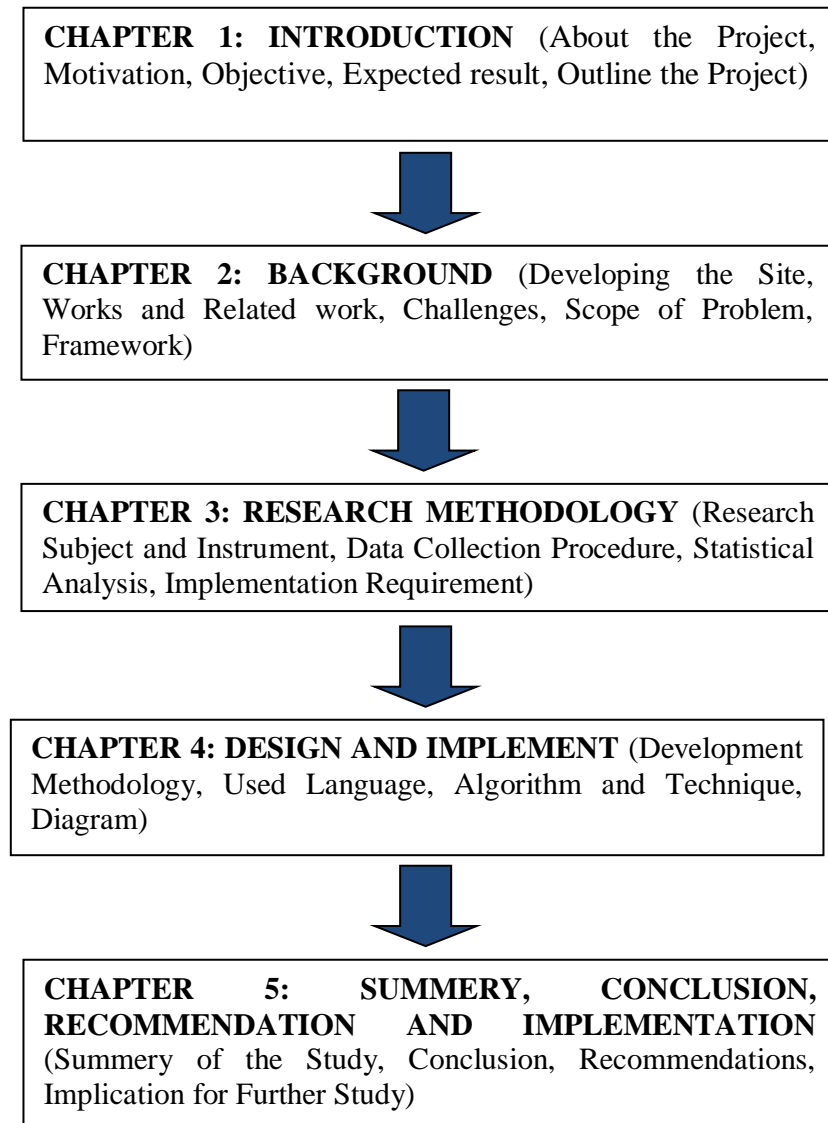 CHAPTER 1: INTRODUCTION (About the Project,
Motivation, Objective, Expected result, Outline the Project)
CHAPTER 2: BACKGROUND (Developing the Site,
Works and Related work, Challenges, Scope of Problem,
Framework)
CHAPTER 3: RESEARCH METHODOLOGY (Research
Subject and Instrument, Data Collection Procedure, Statistical
Analysis, Implementation Requirement)
CHAPTER 4: DESIGN AND IMPLEMENT (Development
Methodology, Used Language, Algorithm and Technique,
Diagram)
CHAPTER 5: SUMMERY, CONCLUSION,
RECOMMENDATION AND IMPLEMENTATION
(Summery of the Study, Conclusion, Recommendations,
Implication for Further Study)